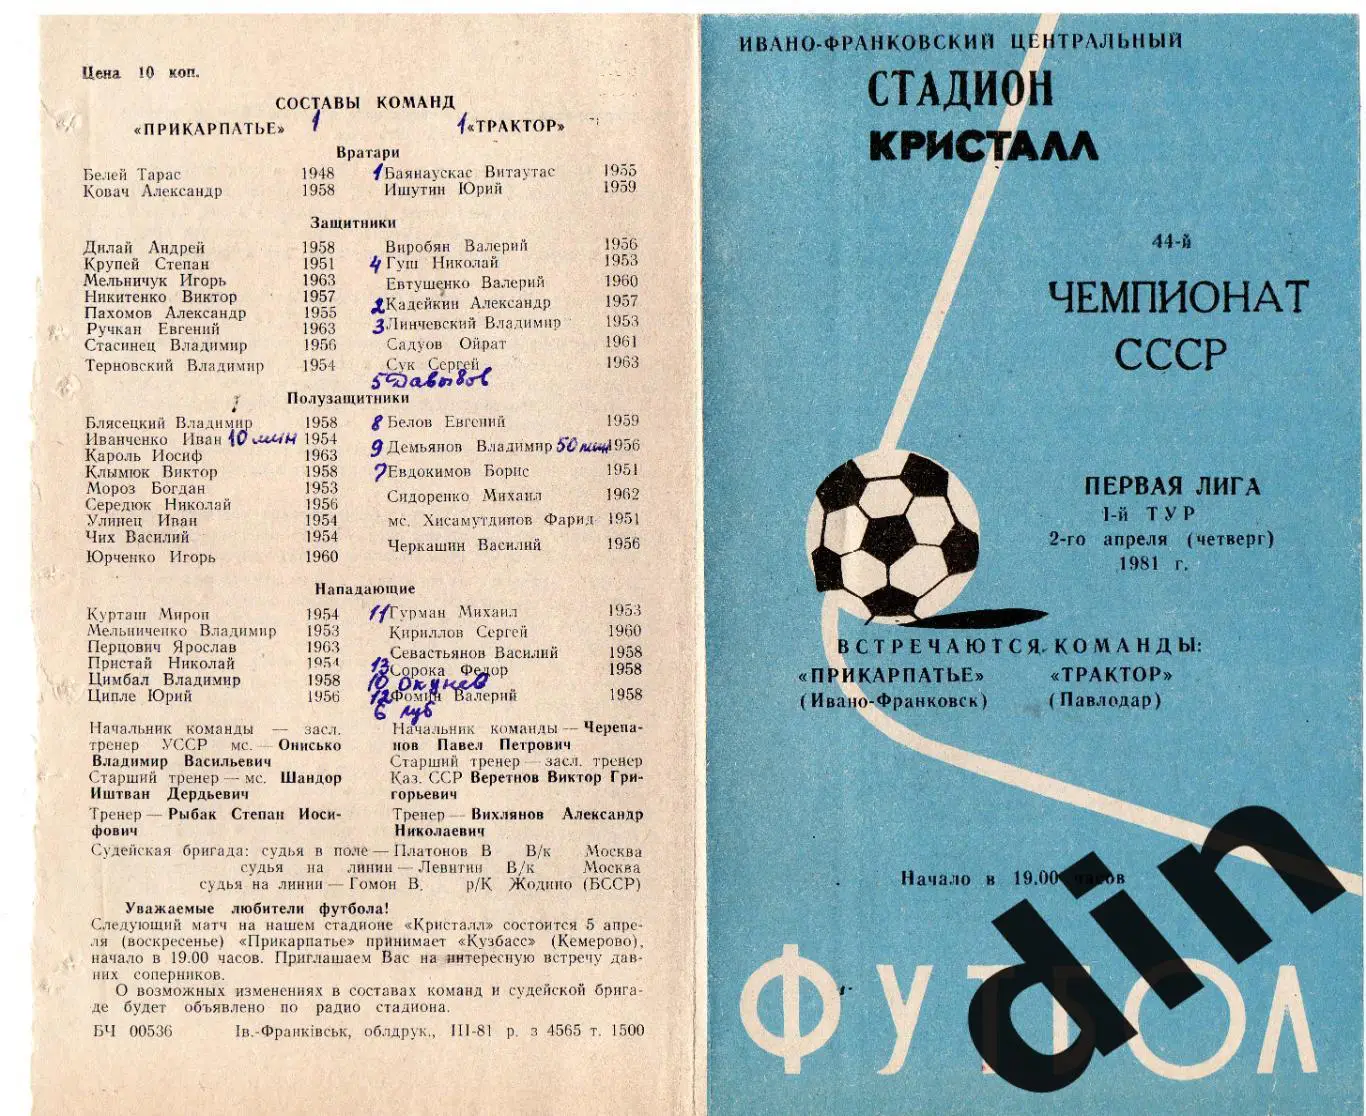 Цена 10 коп.
СОСТАВЫ КОМАНД
«ПРИКАРПАТЬЕ» 1 1 «ТРАКТОР»
Вратари
Белей Тарас 1948 1 Баянаускас Витаутас 1955
Ковач Александр 1958 Ишутин Юрий 1959
Защитники
Дилай Андрей 1958 Виробян Валерий 1956
Крупей Степан 1951 4 Гуш Николай 1953
Мельничук Игорь 1963 Евтушенко Валерий 1960
Никитенко Виктор 1957 2 Кадейкин Александр 1957
Пахомов Александр 1955 3 Линчевский Владимир 1953
Ручкан Евгений 1963 Садуов Ойрат 1961
Стасинец Владимир 1956 Сук Сергей 1963
Терновский Владимир 1954
5 Давыдов
Полузащитники
Блясецкий Владимир 1958 8 Белов Евгений 1959
Иванченко Иван 10 мин 1954 9 Демьянов Владимир 50 мин 1956
Кароль Иосиф 1963 7 Евдокимов Борис 1951
Клымюк Виктор 1958 Сидоренко Михаил 1962
Мороз Богдан 1953 мс. Хисамутдинов Фарид 1951
Середюк Николай 1956 Черкашин Василий 1956
Улинец Иван 1954
Чих Василий 1954
Юрченко Игорь 1960
Нападающие
Курташ Мирон 1954 11 Гурман Михаил 1953
Мельниченко Владимир 1953 Кириллов Сергей 1960
Перцович Ярослав 1963 Севастьянов Василий 1958
Пристай Николай 1954 13 Сорока Федор 1958
Цимбал Владимир 1958 10 Окунев
Ципле Юрий 1956 12 Фомин Валерий 1958
6 Луб
Начальник команды — засл. тренер УССР мс. — Онисько
Владимир Васильевич
Старший тренер — мс. Шандор
Иштван Дердьевич
Тренер — Рыбак Степан Иоси-
фович
Начальник команды — Черепа-
нов Павел Петрович
Старший тренер — засл. тренер
Каз. ССР Веретнов Виктор Гри-
горьевич
Тренер — Вихлянов Александр
Николаевич
Судейская бригада: судья в поле — Платонов В В/к Москва
судья на линии — Левитин В/к Москва
судья на линии — Гомон В. р/К Жодино (БССР)
Уважаемые любители футбола!
Следующий матч на нашем стадионе «Кристалл» состоится 5 апре-
ля (воскресенье) «Прикарпатье» принимает «Кузбасс» (Кемерово),
начало в 19.00 часов. Приглашаем Вас на интересную встречу дав-
них соперников.
О возможных изменениях в составах команд и судейской брига-
де будет объявлено по радио стадиона.
БЧ 00536 Ів.-Франківськ, облдрук., III-81 р. з 4565 т. 1500
ИВАНО-ФРАНКОВСКИЙ ЦЕНТРАЛЬНЫЙ
СТАДИОН
КРИСТАЛЛ
44-й
ЧЕМПИОНАТ
СССР
ПЕРВАЯ ЛИГА
1-й ТУР
2-го апреля (четверг)
1981 г.
ВСТРЕЧАЮТСЯ КОМАНДЫ:
«ПРИКАРПАТЬЕ» «ТРАКТОР»
(Ивано-Франковск) (Павлодар)
Начало в 19.00 часов
ФУТБОЛ
din